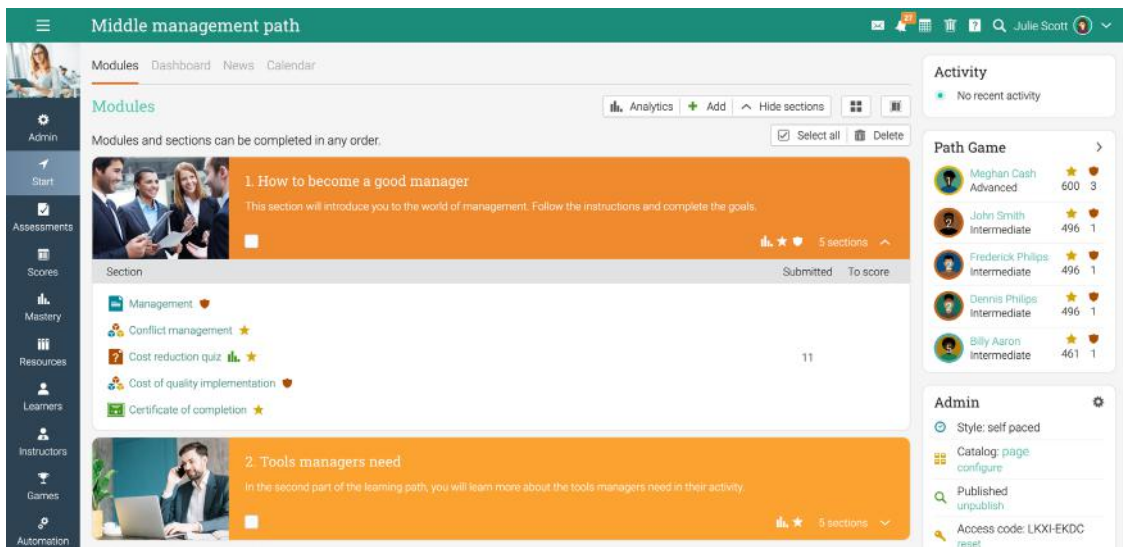 Middle management path
27
?
Julie Scott
Admin
Start
Assessments
Scores
Mastery
Resources
Learners
Instructors
Games
Automation
Modules Dashboard News Calendar
Modules
Analytics
Add
Hide sections
Modules and sections can be completed in any order.
Select all
Delete
1. How to become a good manager
This section will introduce you to the world of management. Follow the instructions and complete the goals.
5 sections
Section Submitted To score
Management
Conflict management
Cost reduction quiz 11
Cost of quality implementation
Certificate of completion
2. Tools managers need
In the second part of the learning path, you will learn more about the tools managers need in their activity.
5 sections
Activity
No recent activity
Path Game
1 Meghan Cash
Advanced 600 3
2 John Smith
Intermediate 496 1
Frederick Philips
Intermediate 496 1
Dennis Philips
Intermediate 496 1
5 Billy Aaron
Intermediate 461 1
Admin
Style: self paced
Catalog: page
configure
Published
unpublish
Access code: LKXI-EKDC
reset